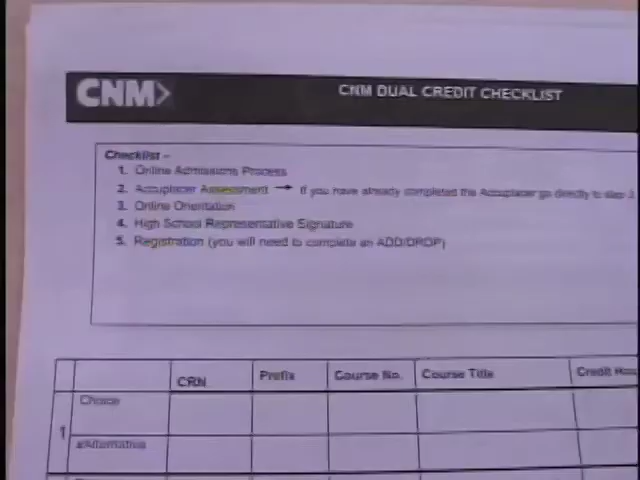 CNM
CNM DUAL CREDIT CHECKLIST
Checklist –
1. Online Admissions Process
2. Accuplacer Assessment → If you have already completed the Accuplacer go directly to step 3
3. Online Orientation
4. High School Representative Signature
5. Registration (you will need to complete an ADD/DROP)
CRN Prefix Course No. Course Title Credit
Choice
1
Alternative